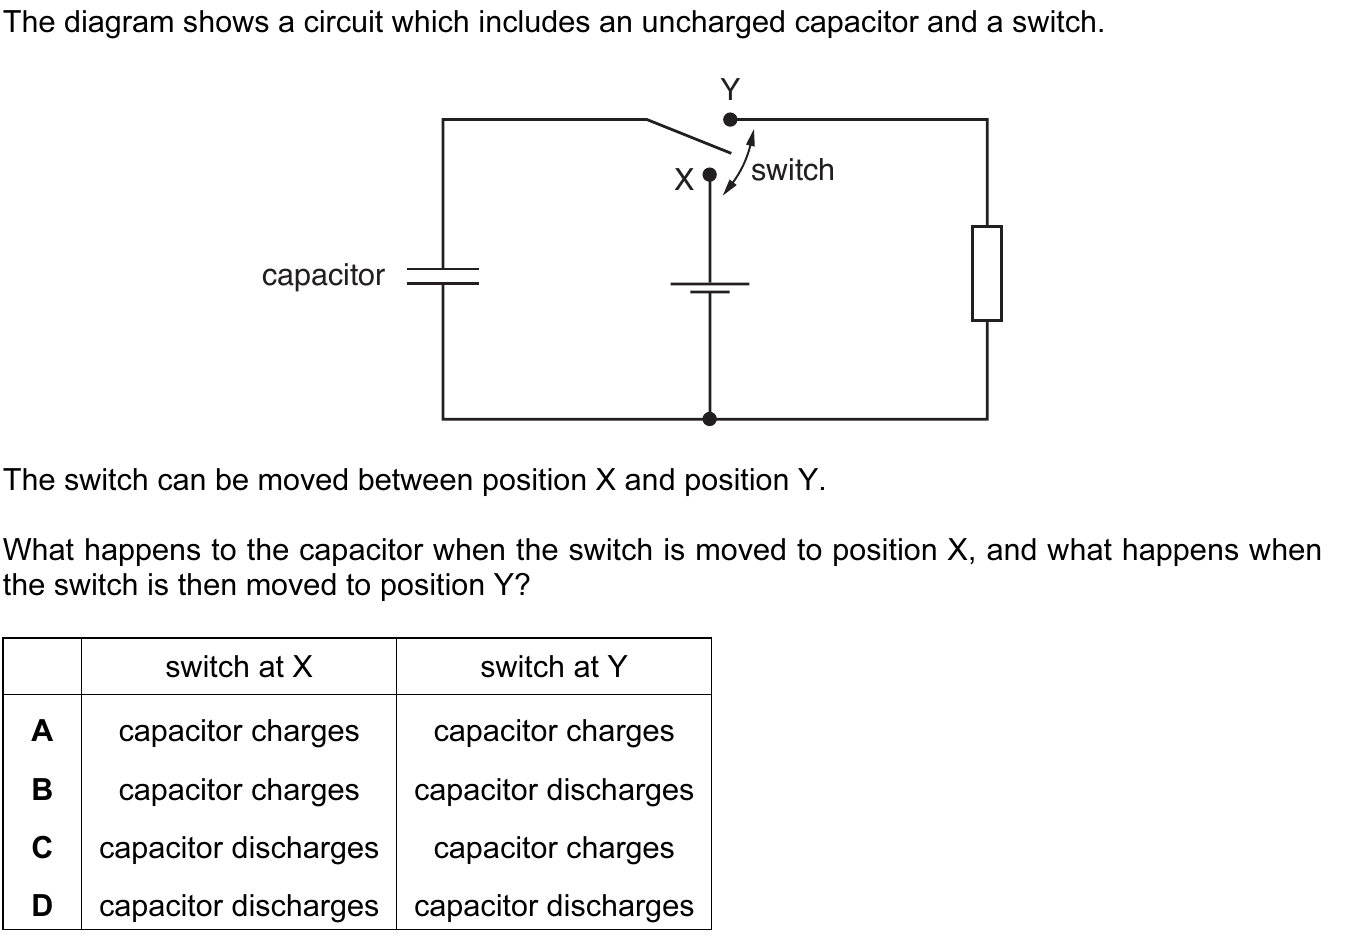 The diagram shows a circuit which includes an uncharged capacitor and a switch.
Y
X
switch
capacitor
The switch can be moved between position X and position Y.
What happens to the capacitor when the switch is moved to position X, and what happens when
the switch is then moved to position Y?
switch at X switch at Y
A capacitor charges capacitor charges
B capacitor charges capacitor discharges
C capacitor discharges capacitor charges
D capacitor discharges capacitor discharges